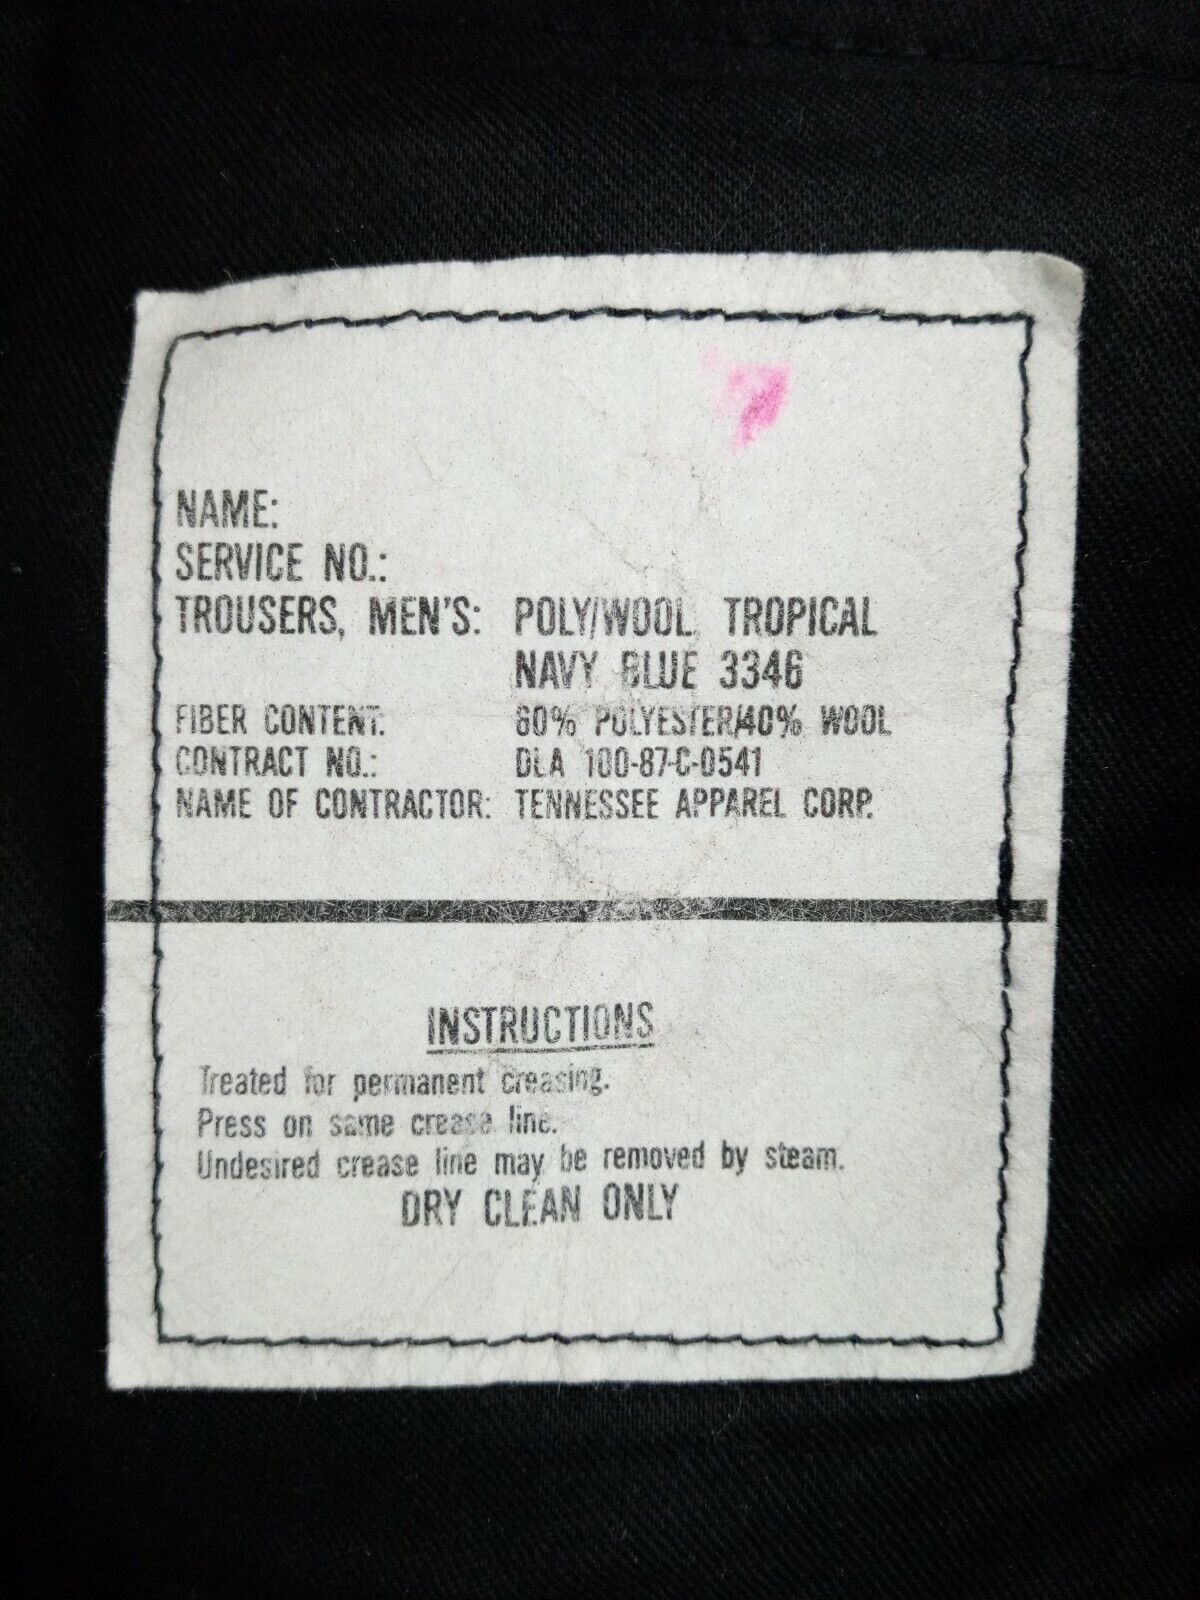 NAME:
SERVICE NO.:
TROUSERS, MEN'S: POLY/WOOL, TROPICAL
NAVY BLUE 3346
FIBER CONTENT: 60% POLYESTER/40% WOOL
CONTRACT NO.: DLA 100-87-C-0541
NAME OF CONTRACTOR: TENNESSEE APPAREL CORP.
INSTRUCTIONS
Treated for permanent creasing.
Press on same crease line.
Undesired crease line may be removed by steam.
DRY CLEAN ONLY